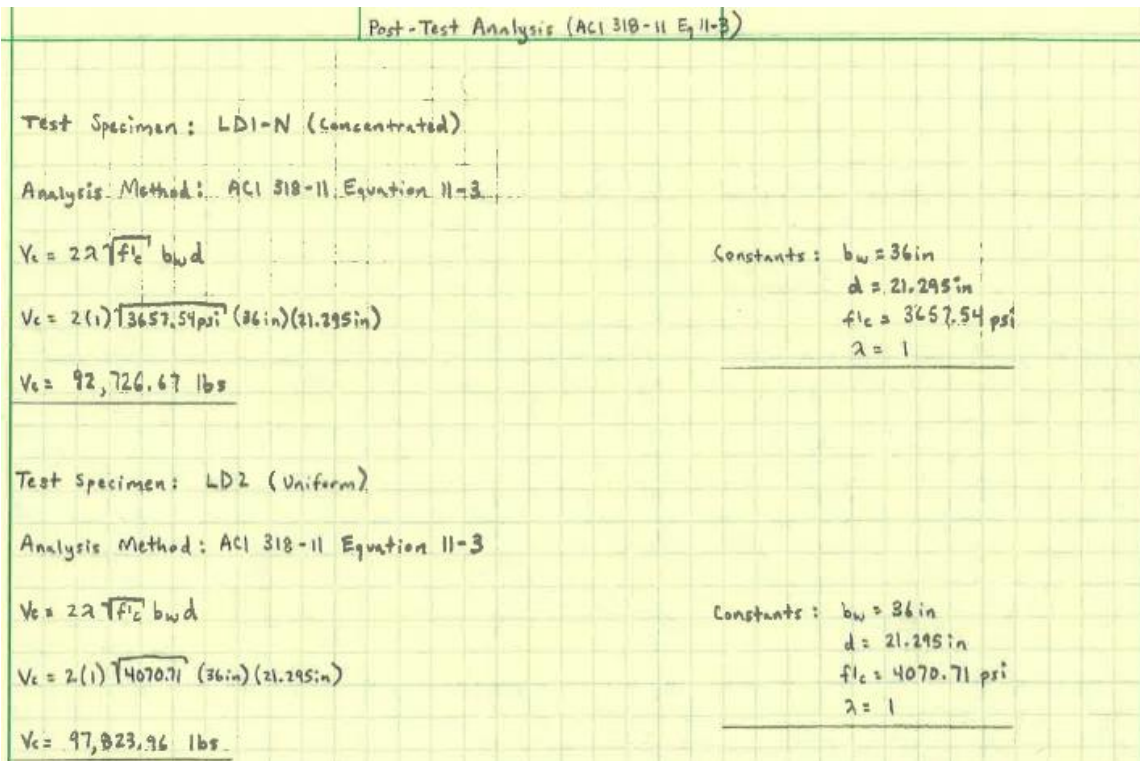 Post-Test Analysis (ACI 318-11 Eq 11-3)
Test Specimen: LD1-N (Concentrated)
Analysis Method: ACI 318-11 Equation 11-3
Vc = 2λ√f'c bwd
Constants: bw = 36in
d = 21.295in
Vc = 2(1)√3657.54psi (36in)(21.295in)
f'c = 3657.54 psi
λ = 1
Vc = 92,726.67 lbs
Test Specimen: LD2 (Uniform)
Analysis Method: ACI 318-11 Equation 11-3
Vc = 2λ√f'c bwd
Constants: bw = 36in
d = 21.295in
Vc = 2(1)√4070.71 (36in)(21.295in)
f'c = 4070.71 psi
λ = 1
Vc = 97,823.96 lbs